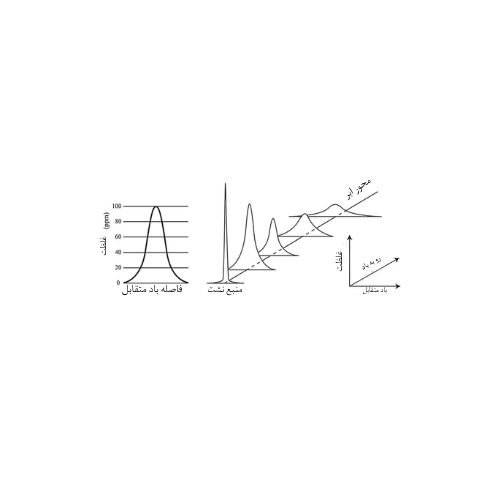 100
80
60
40
20
0
غلظت (ppm)
فاصله باد متقابل
منبع نشت
محور ابر
غلظت
رو به باد
باد متقابل